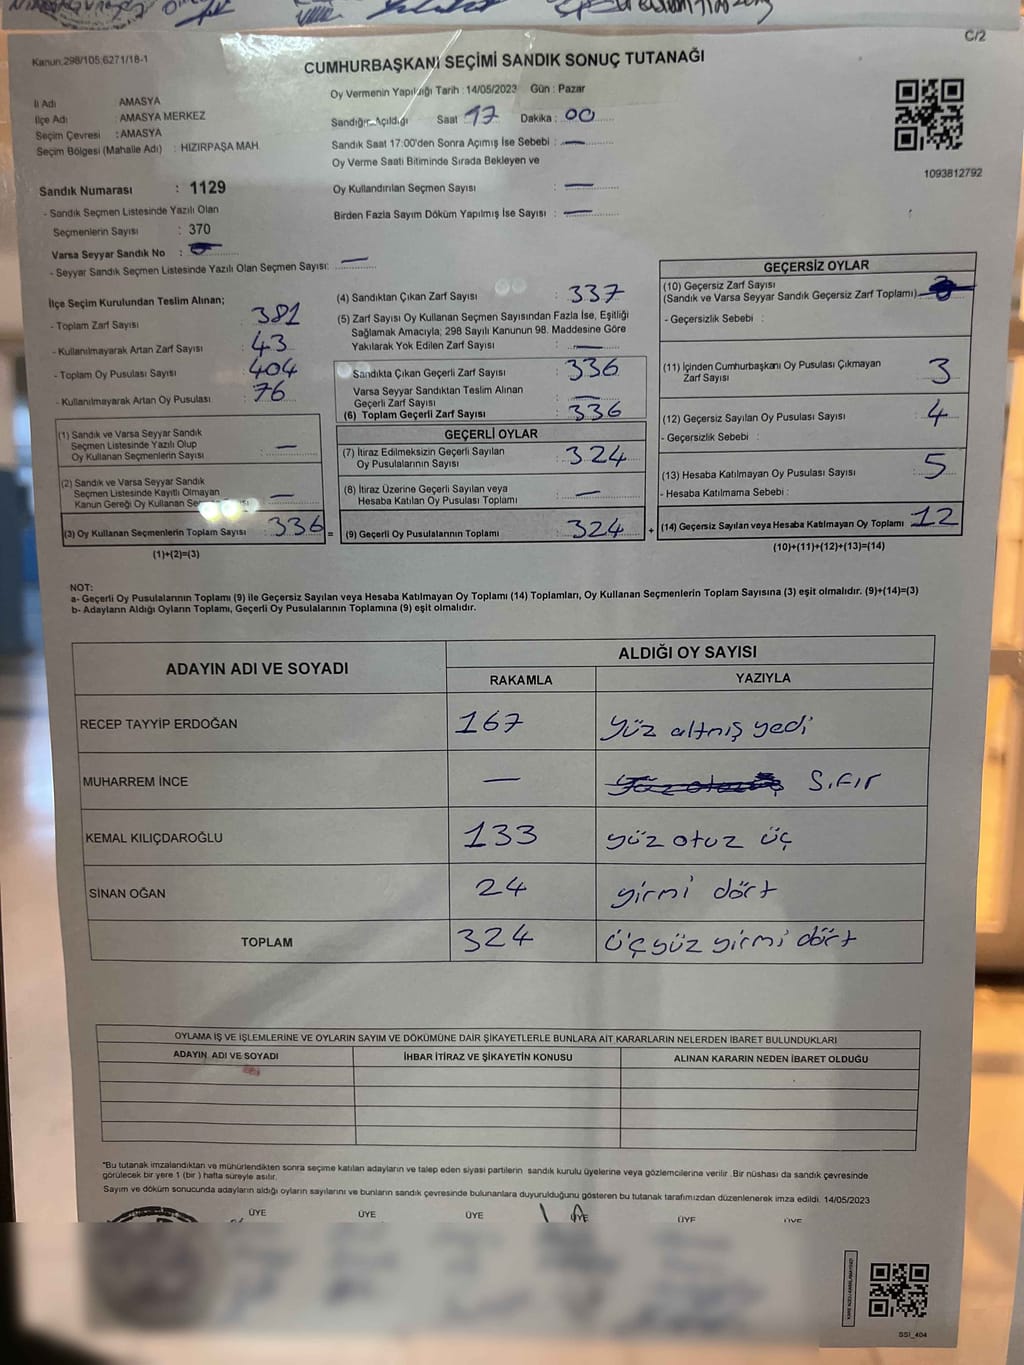 C/2
Kanun:298/105;6271/18-1
CUMHURBAŞKANI SEÇİMİ SANDIK SONUÇ TUTANAĞI
İl Adı AMASYA
İlçe Adı : AMASYA MERKEZ
Seçim Çevresi : AMASYA
Seçim Bölgesi (Mahalle Adı) : HIZIRPAŞA MAH.
Oy Vermenin Yapıldığı Tarih : 14/05/2023 Gün : Pazar
Sandığın Açıldığı Saat 17 Dakika : 00
Sandık Saat 17:00'den Sonra Açımış İse Sebebi : —
Oy Verme Saati Bitiminde Sırada Bekleyen ve
Oy Kullandırılan Seçmen Sayısı : —
Birden Fazla Sayım Döküm Yapılmış İse Sayısı : —
1093812792
Sandık Numarası : 1129
- Sandık Seçmen Listesinde Yazılı Olan
Seçmenlerin Sayısı : 370
Varsa Seyyar Sandık No :
- Seyyar Sandık Seçmen Listesinde Yazılı Olan Seçmen Sayısı: —
İlçe Seçim Kurulundan Teslim Alınan;
- Toplam Zarf Sayısı : 381
- Kullanılmayarak Artan Zarf Sayısı : 43
- Toplam Oy Pusulası Sayısı : 404
- Kullanılmayarak Artan Oy Pusulası : 76
(1) Sandık ve Varsa Seyyar Sandık
Seçmen Listesinde Yazılı Olup
Oy Kullanan Seçmenlerin Sayısı : —
(2) Sandık ve Varsa Seyyar Sandık
Seçmen Listesinde Kayıtlı Olmayan
Kanun Gereği Oy Kullanan : —
(3) Oy Kullanan Seçmenlerin Toplam Sayısı : 336 =
(1)+(2)=(3)
(4) Sandıktan Çıkan Zarf Sayısı : 337
(5) Zarf Sayısı Oy Kullanan Seçmen Sayısından Fazla İse, Eşitliği
Sağlamak Amacıyla; 298 Sayılı Kanunun 98. Maddesine Göre
Yakılarak Yok Edilen Zarf Sayısı : —
Sandıkta Çıkan Geçerli Zarf Sayısı : 336
Varsa Seyyar Sandıktan Teslim Alınan
Geçerli Zarf Sayısı : —
(6) Toplam Geçerli Zarf Sayısı : 336
GEÇERLİ OYLAR
(7) İtiraz Edilmeksizin Geçerli Sayılan
Oy Pusulalarının Sayısı : 324
(8) İtiraz Üzerine Geçerli Sayılan veya
Hesaba Katılan Oy Pusulası Toplamı : —
(9) Geçerli Oy Pusulalarının Toplamı : 324 +
GEÇERSİZ OYLAR
(10) Geçersiz Zarf Sayısı
(Sandık ve Varsa Seyyar Sandık Geçersiz Zarf Toplamı)
- Geçersizlik Sebebi :
(11) İçinden Cumhurbaşkanı Oy Pusulası Çıkmayan
Zarf Sayısı 3
(12) Geçersiz Sayılan Oy Pusulası Sayısı 4
- Geçersizlik Sebebi :
(13) Hesaba Katılmayan Oy Pusulası Sayısı 5
- Hesaba Katılmama Sebebi :
(14) Geçersiz Sayılan veya Hesaba Katılmayan Oy Toplamı 12
(10)+(11)+(12)+(13)=(14)
NOT:
a- Geçerli Oy Pusulalarının Toplamı (9) ile Geçersiz Sayılan veya Hesaba Katılmayan Oy Toplamı (14) Toplamları, Oy Kullanan Seçmenlerin Toplam Sayısına (3) eşit olmalıdır. (9)+(14)=(3)
b- Adayların Aldığı Oyların Toplamı, Geçerli Oy Pusulalarının Toplamına (9) eşit olmalıdır.
ADAYIN ADI VE SOYADI ALDIĞI OY SAYISI
RAKAMLA YAZIYLA
RECEP TAYYİP ERDOĞAN 167 yüz altmış yedi
MUHARREM İNCE — Sıfır
KEMAL KILIÇDAROĞLU 133 yüz otuz üç
SİNAN OĞAN 24 yirmi dört
TOPLAM 324 üçyüz yirmi dört
OYLAMA İŞ VE İŞLEMLERİNE VE OYLARIN SAYIM VE DÖKÜMÜNE DAİR ŞİKAYETLERLE BUNLARA AİT KARARLARIN NELERDEN İBARET BULUNDUKLARI
ADAYIN ADI VE SOYADI İHBAR İTİRAZ VE ŞİKAYETİN KONUSU ALINAN KARARIN NEDEN İBARET OLDUĞU
"Bu tutanak imzalandıktan ve mühürlendikten sonra seçime katılan adayların ve talep eden siyasi partilerin sandık kurulu üyelerine veya gözlemcilerine verilir .Bir nüshası da sandık çevresinde
görülecek bir yere 1 (bir ) hafta süreyle asılır.
Sayım ve döküm sonucunda adayların aldığı oyların sayılarını ve bunların sandık çevresinde bulunanlara duyurulduğunu gösteren bu tutanak tarafımızdan düzenlenerek imza edildi. 14/05/2023
ÜYE ÜYE ÜYE ÜYE ÜYE ÜYE
SSI_404